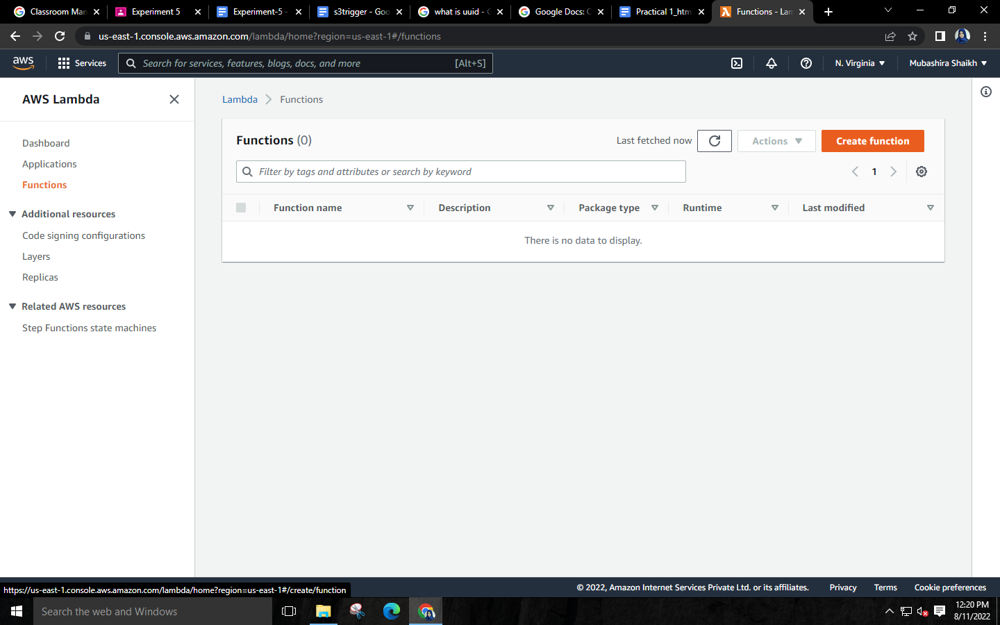 Classroom Man
Experiment 5
Experiment-5 -
s3trigger - Goo
what is uuid - G
Google Docs: C
Practical 1_htm
Functions - Lam
us-east-1.console.aws.amazon.com/lambda/home?region=us-east-1#/functions
aws
Services
Search for services, features, blogs, docs, and more
[Alt+S]
N. Virginia
Mubashira Shaikh
AWS Lambda
Dashboard
Applications
Functions
Additional resources
Code signing configurations
Layers
Replicas
Related AWS resources
Step Functions state machines
Lambda
Functions
Functions (0)
Last fetched now
Actions
Create function
Filter by tags and attributes or search by keyword
1
Function name
Description
Package type
Runtime
Last modified
There is no data to display.
https://us-east-1.console.aws.amazon.com/lambda/home?region=us-east-1#/create/function
© 2022, Amazon Internet Services Private Ltd. or its affiliates.
Privacy
Terms
Cookie preferences
Search the web and Windows
12:20 PM
8/11/2022